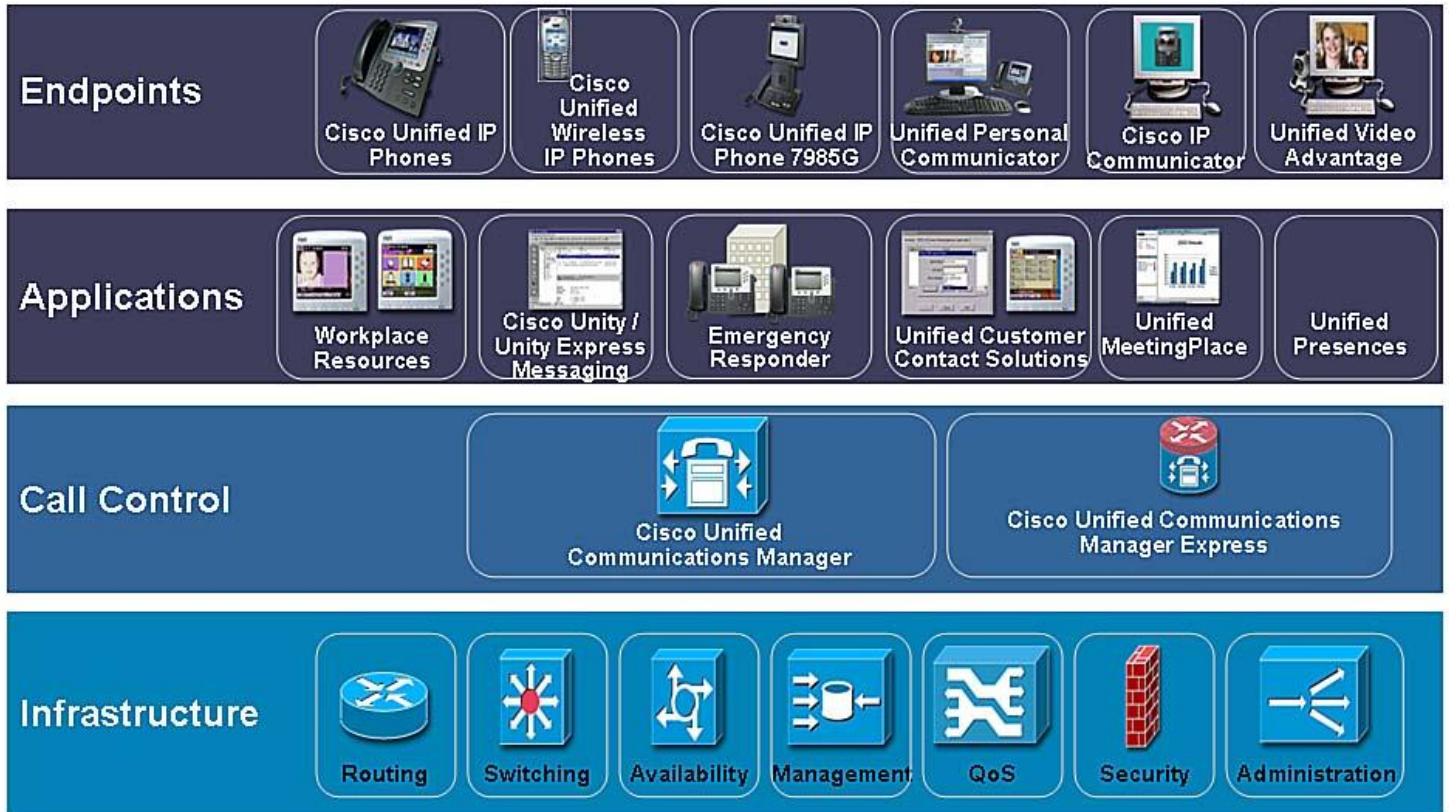 Endpoints
Cisco Unified IP
Phones
Cisco
Unified
Wireless
IP Phones
Cisco Unified IP
Phone 7985G
Unified Personal
Communicator
Cisco IP
Communicator
Unified Video
Advantage
Applications
Workplace
Resources
Cisco Unity /
Unity Express
Messaging
Emergency
Responder
Unified Customer
Contact Solutions
Unified
MeetingPlace
Unified
Presences
Call Control
Cisco Unified
Communications Manager
Cisco Unified Communications
Manager Express
Infrastructure
Routing
Switching
Availability
Management
QoS
Security
Administration